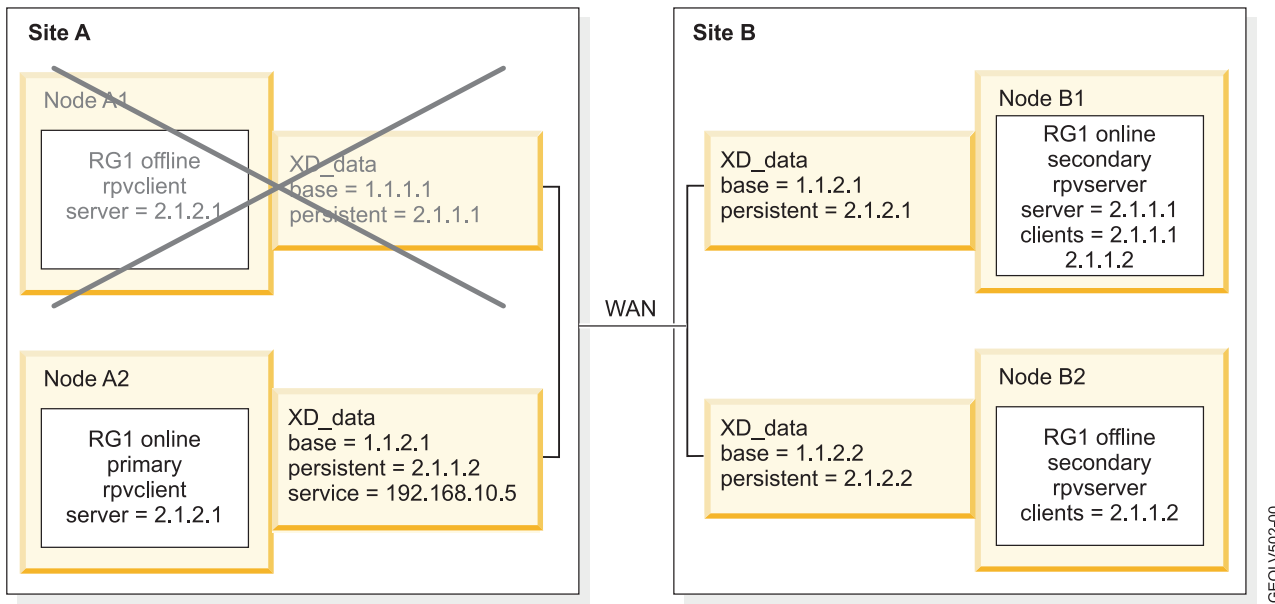 Site A
Node A1
RG1 offline
rpvclient
server = 2.1.2.1
XD_data
base = 1.1.1.1
persistent = 2.1.1.1
Node A2
RG1 online
primary
rpvclient
server = 2.1.2.1
XD_data
base = 1.1.2.1
persistent = 2.1.1.2
service = 192.168.10.5
WAN
Site B
XD_data
base = 1.1.2.1
persistent = 2.1.2.1
Node B1
RG1 online
secondary
rpvserver
server = 2.1.1.1
clients = 2.1.1.1
2.1.1.2
XD_data
base = 1.1.2.2
persistent = 2.1.2.2
Node B2
RG1 offline
secondary
rpvserver
clients = 2.1.1.2
GEOLV502-00